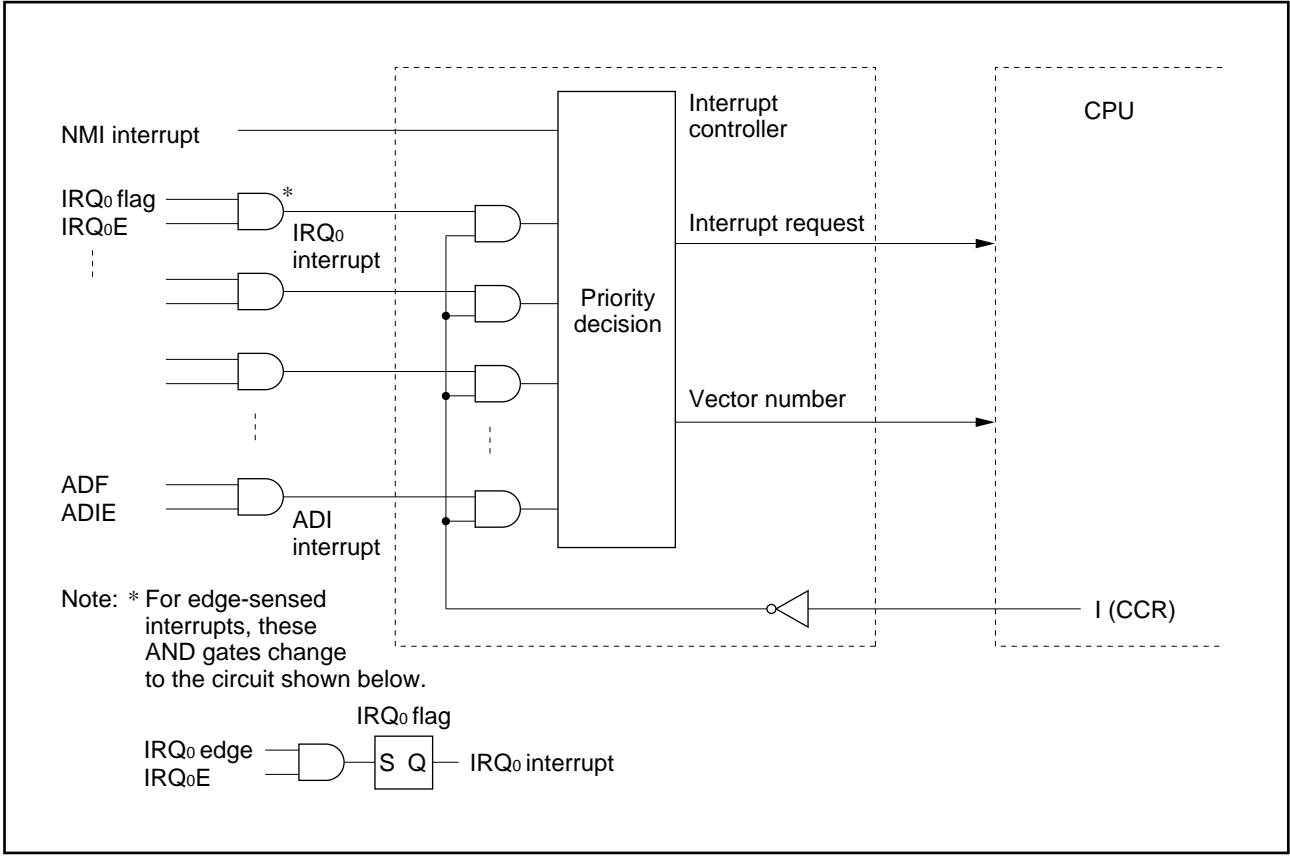 NMI interrupt
IRQ0 flag
IRQ0E
*
IRQ0
interrupt
ADF
ADIE
ADI
interrupt
Priority
decision
Interrupt
controller
Interrupt request
Vector number
CPU
I (CCR)
Note: * For edge-sensed
interrupts, these
AND gates change
to the circuit shown below.
IRQ0 flag
IRQ0 edge
IRQ0E
S Q
IRQ0 interrupt